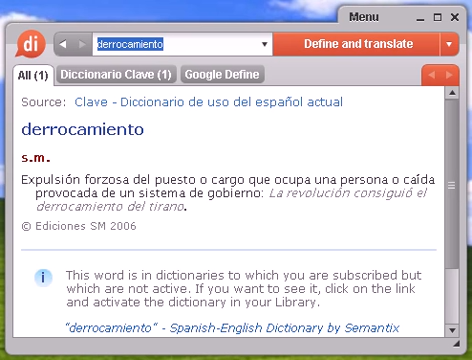 Menu
di
derrocamiento
Define and translate
All (1)
Diccionario Clave (1)
Google Define
Source: Clave - Diccionario de uso del español actual
derrocamiento
s.m.
Expulsión forzosa del puesto o cargo que ocupa una persona o caída
provocada de un sistema de gobierno: La revolución consiguió el
derrocamiento del tirano.
© Ediciones SM 2006
i
This word is in dictionaries to which you are subscribed but
which are not active. If you want to see it, click on the link
and activate the dictionary in your Library.
"derrocamiento" - Spanish-English Dictionary by Semantix